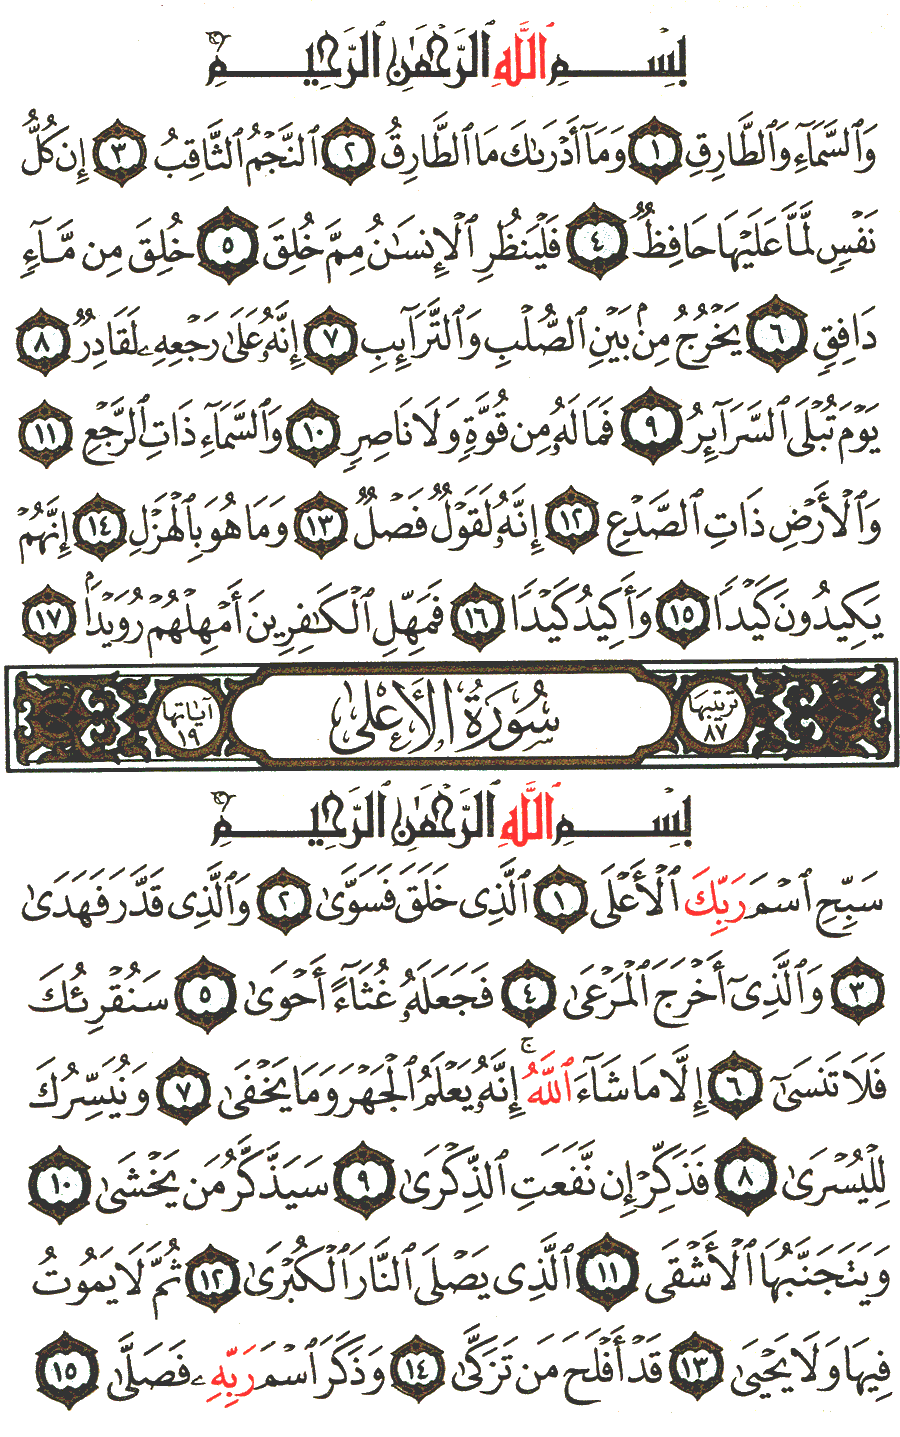 بِسْمِ ٱللَّهِ ٱلرَّحْمَٰنِ ٱلرَّحِيمِ
وَٱلسَّمَآءِ وَٱلطَّارِقِ ١ وَمَآ أَدْرَىٰكَ مَا ٱلطَّارِقُ ٢ ٱلنَّجْمُ ٱلثَّاقِبُ ٣ إِن كُلُّ
نَفْسٍ لَّمَّا عَلَيْهَا حَافِظٌ ٤ فَلْيَنظُرِ ٱلْإِنسَٰنُ مِمَّ خُلِقَ ٥ خُلِقَ مِن مَّآءٍ
دَافِقٍ ٦ يَخْرُجُ مِنۢ بَيْنِ ٱلصُّلْبِ وَٱلتَّرَآئِبِ ٧ إِنَّهُۥ عَلَىٰ رَجْعِهِۦ لَقَادِرٌ ٨
يَوْمَ تُبْلَى ٱلسَّرَآئِرُ ٩ فَمَا لَهُۥ مِن قُوَّةٍ وَلَا نَاصِرٍ ١٠ وَٱلسَّمَآءِ ذَاتِ ٱلرَّجْعِ ١١
وَٱلْأَرْضِ ذَاتِ ٱلصَّدْعِ ١٢ إِنَّهُۥ لَقَوْلٌ فَصْلٌ ١٣ وَمَا هُوَ بِٱلْهَزْلِ ١٤ إِنَّهُمْ
يَكِيدُونَ كَيْدًا ١٥ وَأَكِيدُ كَيْدًا ١٦ فَمَهِّلِ ٱلْكَٰفِرِينَ أَمْهِلْهُمْ رُوَيْدًۢا ١٧
ترتيبها ٨٧ سُورَةُ الْأَعْلَىٰ آياتها ١٩
بِسْمِ ٱللَّهِ ٱلرَّحْمَٰنِ ٱلرَّحِيمِ
سَبِّحِ ٱسْمَ رَبِّكَ ٱلْأَعْلَى ١ ٱلَّذِى خَلَقَ فَسَوَّىٰ ٢ وَٱلَّذِى قَدَّرَ فَهَدَىٰ
٣ وَٱلَّذِىٓ أَخْرَجَ ٱلْمَرْعَىٰ ٤ فَجَعَلَهُۥ غُثَآءً أَحْوَىٰ ٥ سَنُقْرِئُكَ
فَلَا تَنسَىٰٓ ٦ إِلَّا مَا شَآءَ ٱللَّهُ ۚ إِنَّهُۥ يَعْلَمُ ٱلْجَهْرَ وَمَا يَخْفَىٰ ٧ وَنُيَسِّرُكَ
لِلْيُسْرَىٰ ٨ فَذَكِّرْ إِن نَّفَعَتِ ٱلذِّكْرَىٰ ٩ سَيَذَّكَّرُ مَن يَخْشَىٰ ١٠
وَيَتَجَنَّبُهَا ٱلْأَشْقَى ١١ ٱلَّذِى يَصْلَى ٱلنَّارَ ٱلْكُبْرَىٰ ١٢ ثُمَّ لَا يَمُوتُ
فِيهَا وَلَا يَحْيَىٰ ١٣ قَدْ أَفْلَحَ مَن تَزَكَّىٰ ١٤ وَذَكَرَ ٱسْمَ رَبِّهِۦ فَصَلَّىٰ ١٥